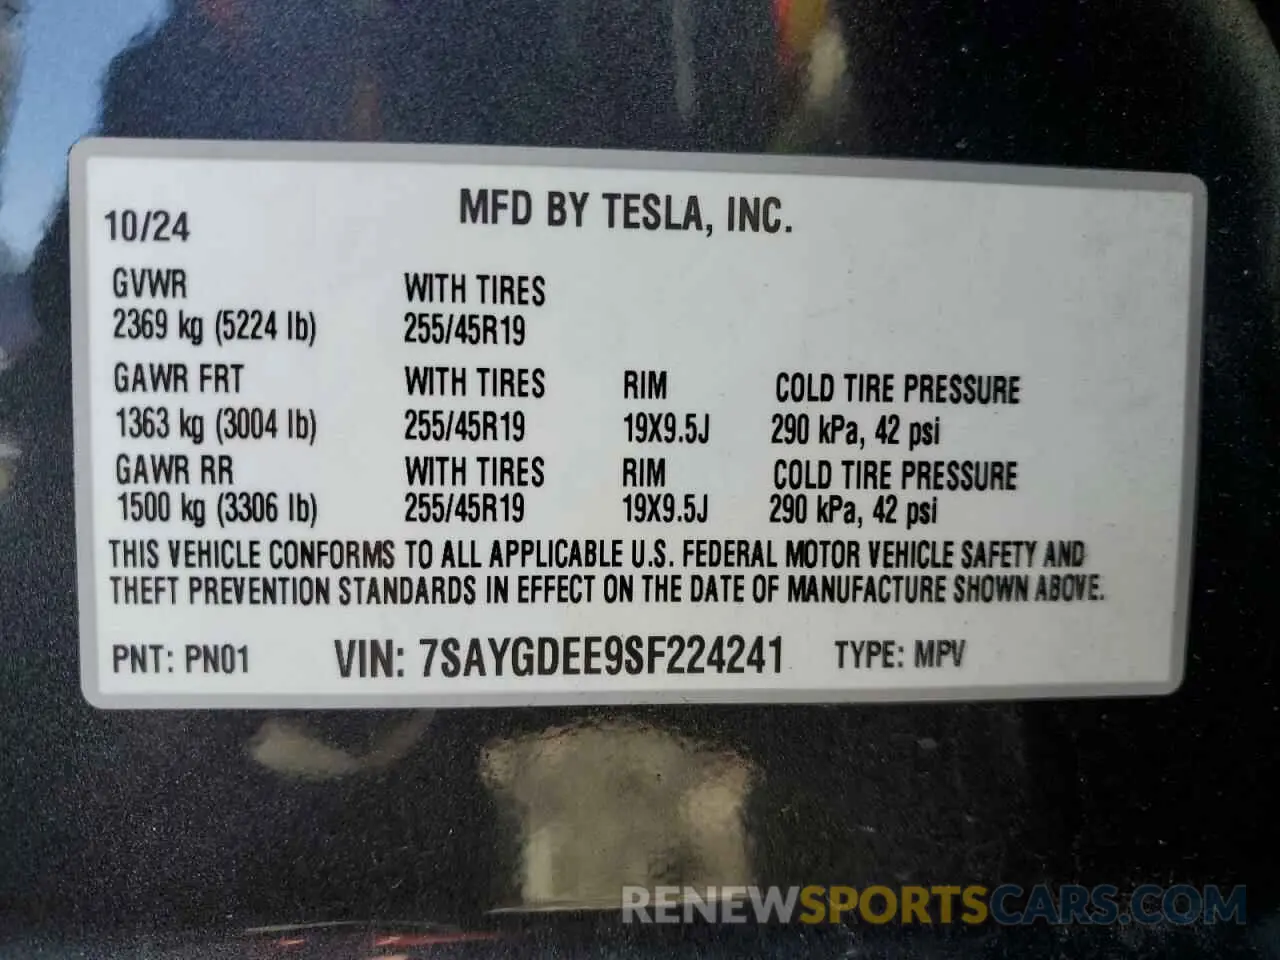 MFD BY TESLA, INC.
10/24
GVWR WITH TIRES
2369 kg (5224 lb) 255/45R19
GAWR FRT WITH TIRES RIM COLD TIRE PRESSURE
1363 kg (3004 lb) 255/45R19 19X9.5J 290 kPa, 42 psi
GAWR RR WITH TIRES RIM COLD TIRE PRESSURE
1500 kg (3306 lb) 255/45R19 19X9.5J 290 kPa, 42 psi
THIS VEHICLE CONFORMS TO ALL APPLICABLE U.S. FEDERAL MOTOR VEHICLE SAFETY AND
THEFT PREVENTION STANDARDS IN EFFECT ON THE DATE OF MANUFACTURE SHOWN ABOVE.
PNT: PN01 VIN: 7SAYGDEE9SF224241 TYPE: MPV
RENEWSPORTSCARS.COM